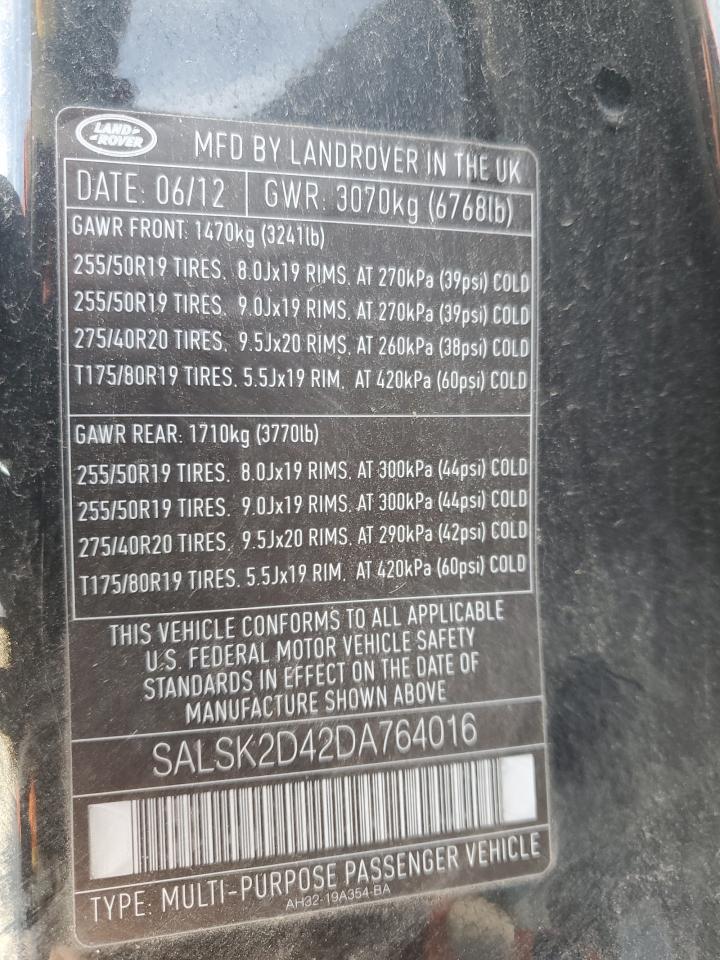 LAND ROVER
MFD BY LANDROVER IN THE UK
DATE: 06/12 GWR: 3070kg (6768lb)
GAWR FRONT: 1470kg (3241lb)
255/50R19 TIRES, 8.0Jx19 RIMS, AT 270kPa (39psi) COLD
255/50R19 TIRES, 9.0Jx19 RIMS, AT 270kPa (39psi) COLD
275/40R20 TIRES, 9.5Jx20 RIMS, AT 260kPa (38psi) COLD
T175/80R19 TIRES, 5.5Jx19 RIM, AT 420kPa (60psi) COLD
GAWR REAR: 1710kg (3770lb)
255/50R19 TIRES, 8.0Jx19 RIMS, AT 300kPa (44psi) COLD
255/50R19 TIRES, 9.0Jx19 RIMS, AT 300kPa (44psi) COLD
275/40R20 TIRES, 9.5Jx20 RIMS, AT 290kPa (42psi) COLD
T175/80R19 TIRES, 5.5Jx19 RIM, AT 420kPa (60psi) COLD
THIS VEHICLE CONFORMS TO ALL APPLICABLE
U.S. FEDERAL MOTOR VEHICLE SAFETY
STANDARDS IN EFFECT ON THE DATE OF
MANUFACTURE SHOWN ABOVE
SALSK2D42DA764016
TYPE: MULTI-PURPOSE PASSENGER VEHICLE
AH32-19A354-BA